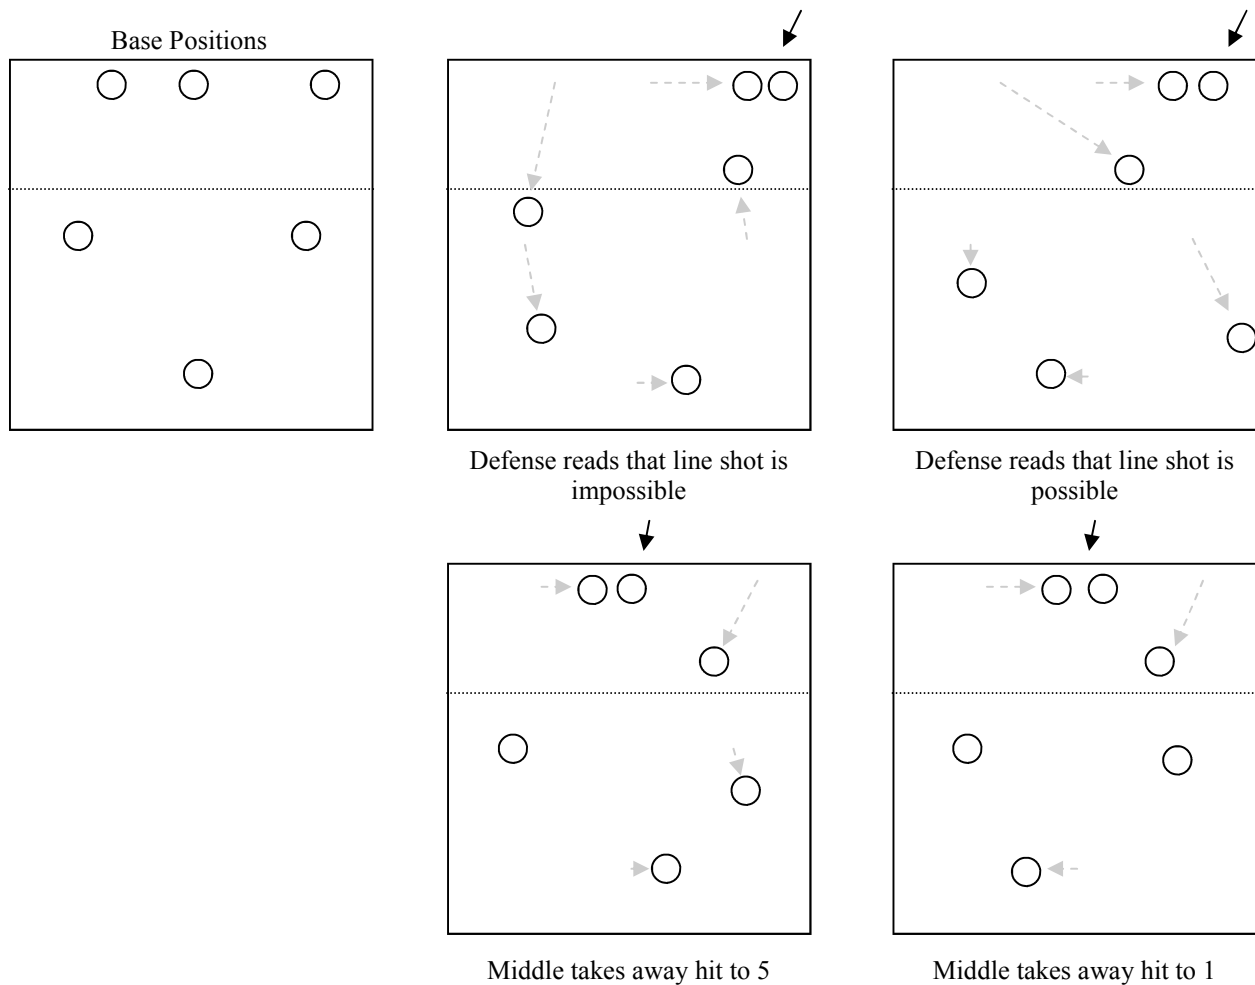 Base Positions
Defense reads that line shot is
impossible
Defense reads that line shot is
possible
Middle takes away hit to 5
Middle takes away hit to 1